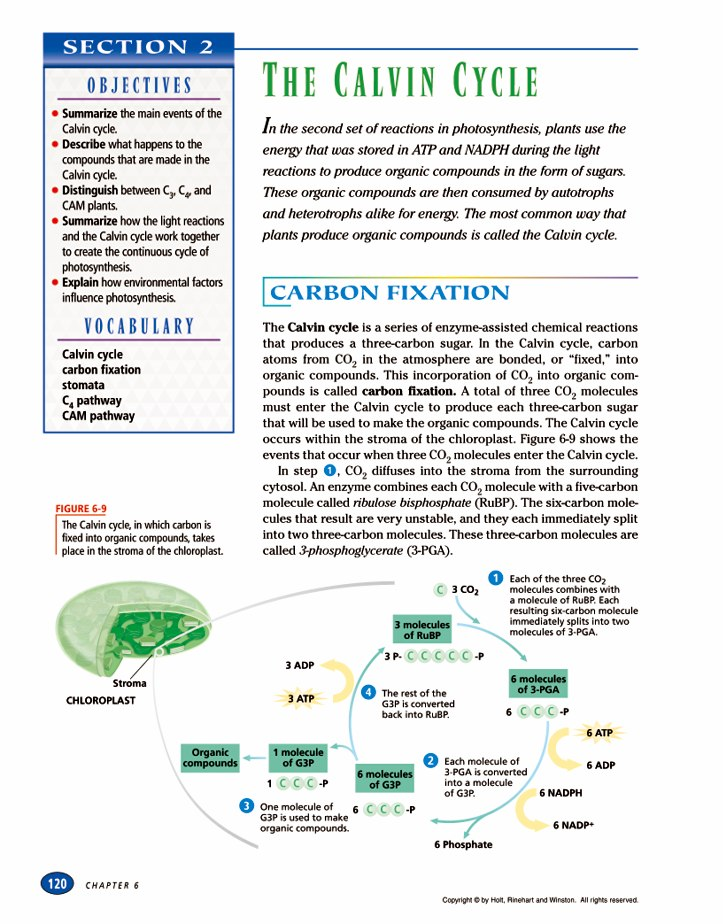 SECTION 2
OBJECTIVES
● Summarize the main events of the
Calvin cycle.
● Describe what happens to the
compounds that are made in the
Calvin cycle.
● Distinguish between C₃, C₄, and
CAM plants.
● Summarize how the light reactions
and the Calvin cycle work together
to create the continuous cycle of
photosynthesis.
● Explain how environmental factors
influence photosynthesis.
VOCABULARY
Calvin cycle
carbon fixation
stomata
C₄ pathway
CAM pathway
THE CALVIN CYCLE
In the second set of reactions in photosynthesis, plants use the
energy that was stored in ATP and NADPH during the light
reactions to produce organic compounds in the form of sugars.
These organic compounds are then consumed by autotrophs
and heterotrophs alike for energy. The most common way that
plants produce organic compounds is called the Calvin cycle.
CARBON FIXATION
The Calvin cycle is a series of enzyme-assisted chemical reactions
that produces a three-carbon sugar. In the Calvin cycle, carbon
atoms from CO₂ in the atmosphere are bonded, or “fixed,” into
organic compounds. This incorporation of CO₂ into organic com-
pounds is called carbon fixation. A total of three CO₂ molecules
must enter the Calvin cycle to produce each three-carbon sugar
that will be used to make the organic compounds. The Calvin cycle
occurs within the stroma of the chloroplast. Figure 6-9 shows the
events that occur when three CO₂ molecules enter the Calvin cycle.
In step 1, CO₂ diffuses into the stroma from the surrounding
cytosol. An enzyme combines each CO₂ molecule with a five-carbon
molecule called ribulose bisphosphate (RuBP). The six-carbon mole-
cules that result are very unstable, and they each immediately split
into two three-carbon molecules. These three-carbon molecules are
called 3-phosphoglycerate (3-PGA).
FIGURE 6-9
The Calvin cycle, in which carbon is
fixed into organic compounds, takes
place in the stroma of the chloroplast.
Stroma
CHLOROPLAST
C 3 CO₂
1 Each of the three CO₂
molecules combines with
a molecule of RuBP. Each
resulting six-carbon molecule
immediately splits into two
molecules of 3-PGA.
3 molecules
of RuBP
3 P- C C C C C -P
6 molecules
of 3-PGA
6 C C C -P
6 ATP
6 ADP
2 Each molecule of
3-PGA is converted
into a molecule
of G3P.
6 NADPH
6 NADP+
6 Phosphate
6 molecules
of G3P
6 C C C -P
3 ADP
3 ATP
4 The rest of the
G3P is converted
back into RuBP.
1 molecule
of G3P
1 C C C -P
Organic
compounds
3 One molecule of
G3P is used to make
organic compounds.
120 CHAPTER 6
Copyright © by Holt, Rinehart and Winston. All rights reserved.